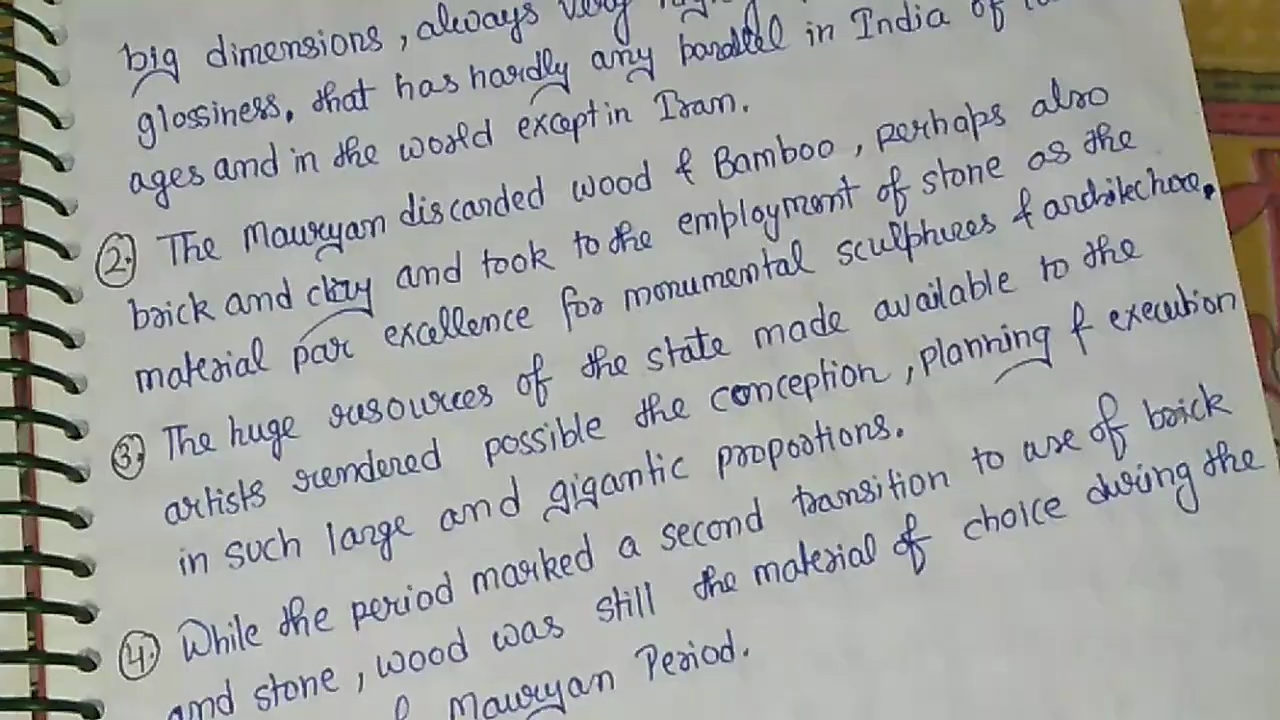 big dimensions, always very
glossiness. that has hardly any parallel in India of
ages and in the world except in Iran.
2. The Mauryan discarded wood & Bamboo, perhaps also
brick and clay and took to the employment of stone as the
material par excellence for monumental sculptures & architecture.
3. The huge resources of the state made available to the
artists rendered possible the conception, planning & execution
in such large and gigantic proportions.
4. While the period marked a second transition to use of brick
and stone, wood was still the material of choice during the
Mauryan Period.